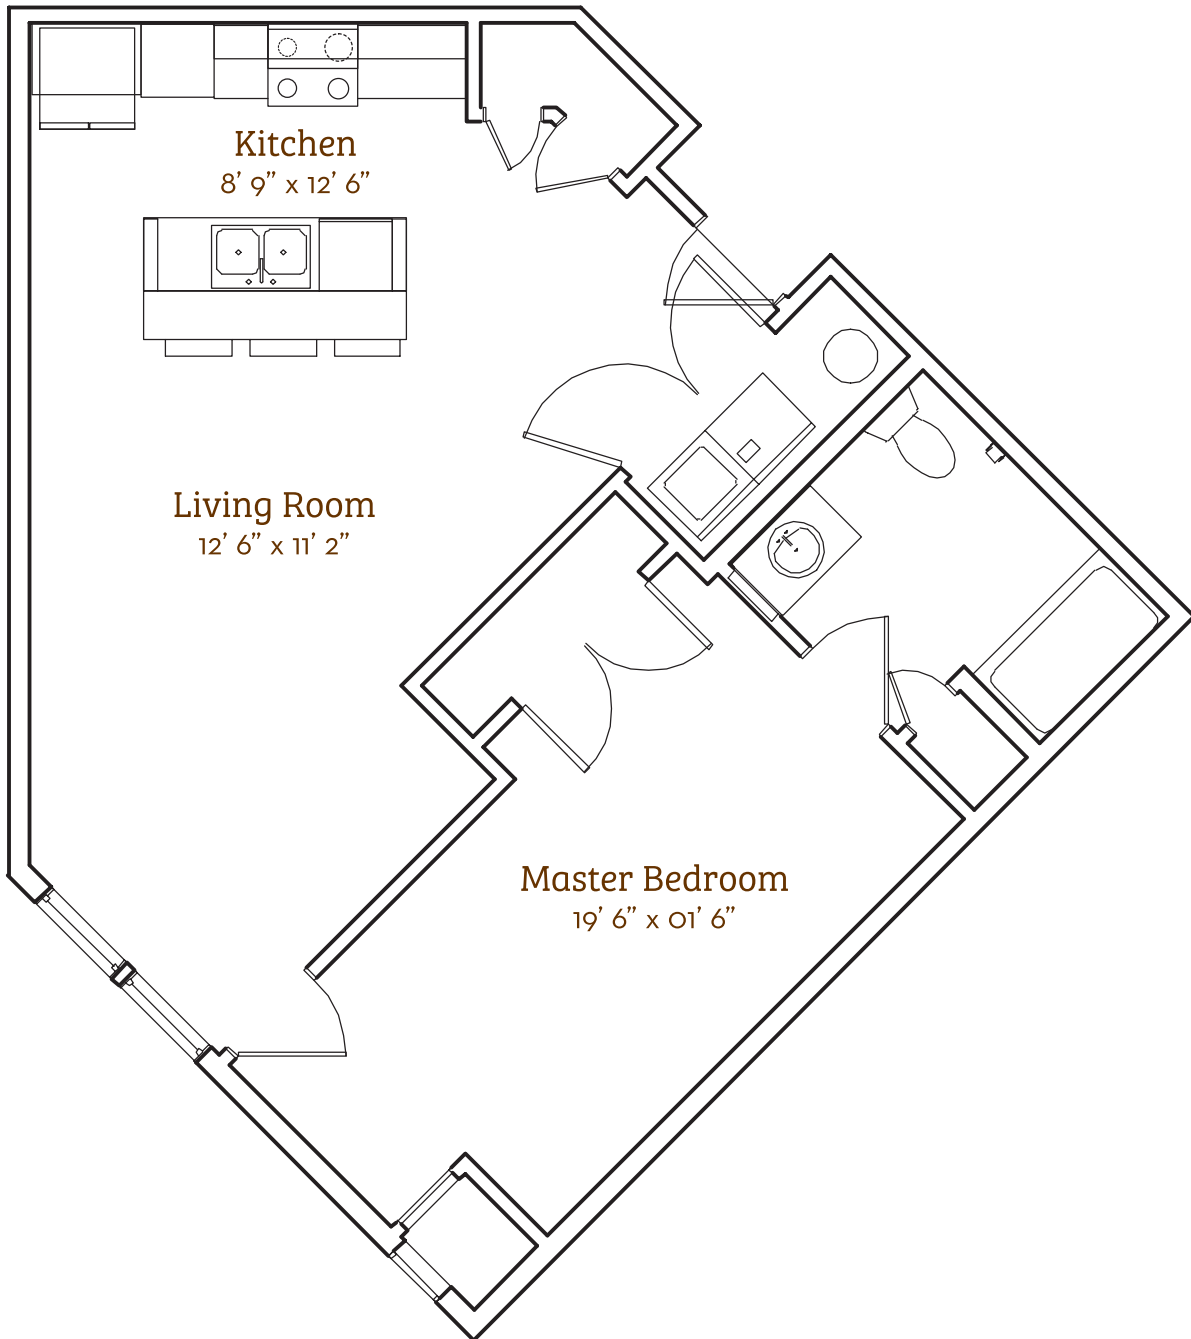 Kitchen
8’ 9” x 12’ 6”
Living Room
12’ 6” x 11’ 2”
Master Bedroom
19’ 6” x 01’ 6”